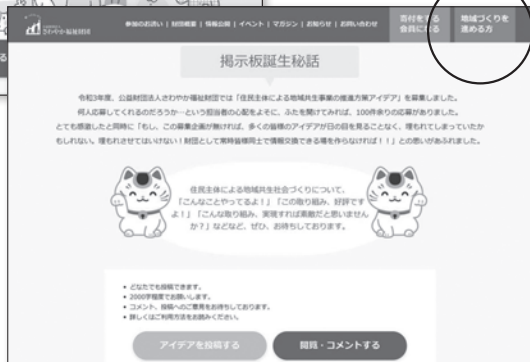 さわやか福祉財団
参加のお誘い | 財団概要 | 情報公開 | イベント | マガジン | お知らせ | お問い合わせ
寄付をする
会員になる
地域づくりを
進める方
る
掲示板誕生秘話
令和3年度、公益財団法人さわやか福祉財団では「住民主体による地域共生事業の推進方策アイデア」を募集しました。
何人応募してくれるのだろうか…という担当者の心配をよそに、ふたを開けてみれば、100件余りの応募がありました。
とても感激したと同時に「もし、この募集企画が無ければ、多くの皆様のアイデアが日の目を見ることなく、埋もれてしまっていたか
もしれない。埋もれさせてはいけない！財団として常時皆様同士で情報交換できる場を作らなければ！！」との思いがあふれました。
住民主体による地域共生社会づくりについて、
「こんなことやってるよ！」「この取り組み、好評です
よ！」「こんな取り組み、実現すれば素敵だと思いません
か？」などなど、ぜひ、お待ちしております。
• どなたでも投稿できます。
• 2000字程度でお願いします。
• コメント、投稿へのご意見をお待ちしております。
• 詳しくはご利用方法をお読みください。
アイデアを投稿する
閲覧・コメントする